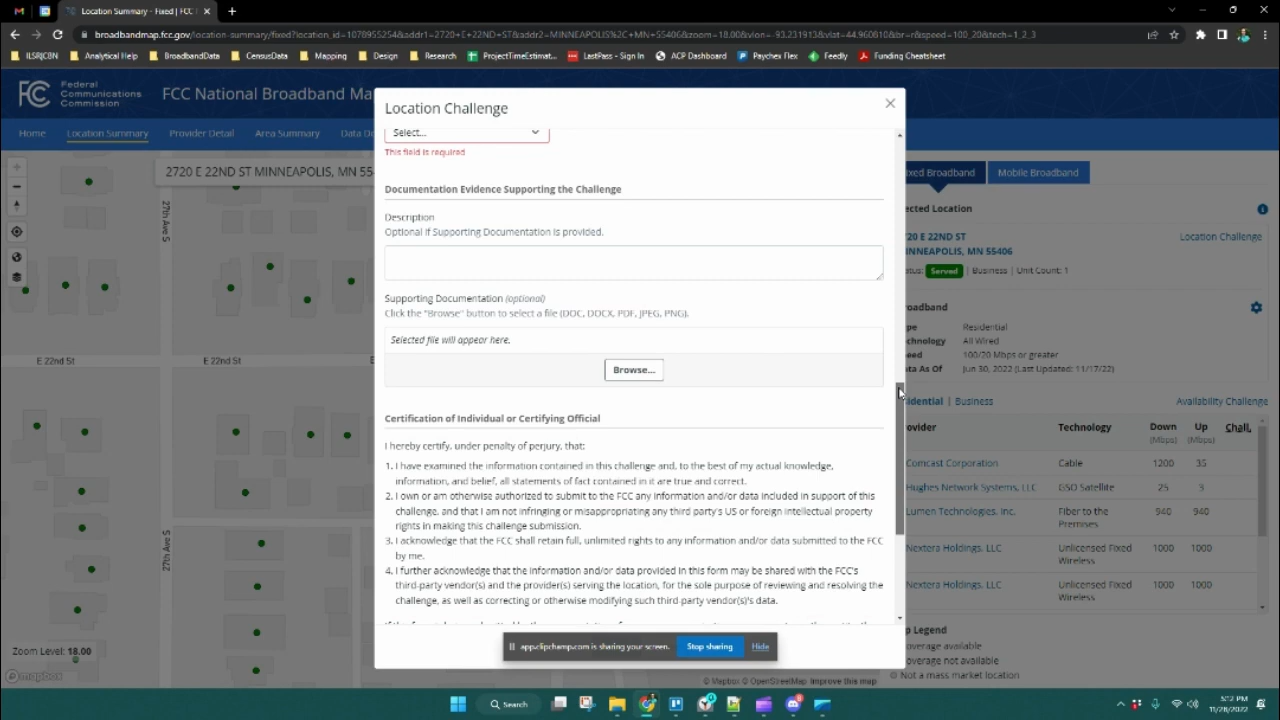 Location Summary - Fixed | FCC
broadbandmap.fcc.gov/location-summary/fixed?location_id=1078955254&addr1=2720+E+22ND+ST&addr2=MINNEAPOLIS%2C+MN+55406&zoom=18.00&vlon=-93.231913&vlat=44.960810&br=r&speed=100_20&tech=1_2_3
ILSR|CBN
Analytical Help
BroadbandData
CensusData
Mapping
Design
Research
ProjectTimeEstimat...
LastPass - Sign In
ACP Dashboard
Paychex Flex
Feedly
Funding Cheatsheet
FCC
Federal
Communications
Commission
FCC National Broadband Ma
Home
Location Summary
Provider Detail
Area Summary
Data Do
2720 E 22ND ST MINNEAPOLIS, MN 55
27th Ave S
E 22nd St
E 22nd St
E
27th Ave S
Zoom Level 18.00
mapbox
Location Challenge
Select...
This field is required
Documentation Evidence Supporting the Challenge
Description
Optional if Supporting Documentation is provided.
Supporting Documentation (optional)
Click the "Browse" button to select a file (DOC, DOCX, PDF, JPEG, PNG).
Selected file will appear here.
Browse...
Certification of Individual or Certifying Official
I hereby certify, under penalty of perjury, that:
1. I have examined the information contained in this challenge and, to the best of my actual knowledge,
information, and belief, all statements of fact contained in it are true and correct.
2. I own or am otherwise authorized to submit to the FCC any information and/or data included in support of this
challenge, and that I am not infringing or misappropriating any third party's US or foreign intellectual property
rights in making this challenge submission.
3. I acknowledge that the FCC shall retain full, unlimited rights to any information and/or data submitted to the FCC
by me.
4. I further acknowledge that the information and/or data provided in this form may be shared with the FCC's
third-party vendor(s) and the provider(s) serving the location, for the sole purpose of reviewing and resolving the
challenge, as well as correcting or otherwise modifying such third-party vendor(s)'s data.
app.clipchamp.com is sharing your screen.
Stop sharing
Hide
ixed Broadband
Mobile Broadband
ected Location
20 E 22ND ST
INNEAPOLIS, MN 55406
Location Challenge
atus: Served | Business | Unit Count: 1
oadband
pe Residential
chnology All Wired
eed 100/20 Mbps or greater
ata As Of Jun 30, 2022 (Last Updated: 11/17/22)
idential | Business
Availability Challenge
ovider Technology Down (Mbps) Up (Mbps) Chall.
Comcast Corporation Cable 1200 35
Hughes Network Systems, LLC GSO Satellite 25 3
Lumen Technologies, Inc. Fiber to the Premises 940 940
Nextera Holdings, LLC Unlicensed Fixed Wireless 1000 1000
Nextera Holdings, LLC Unlicensed Fixed Wireless 1000 1000
p Legend
overage available
overage not available
Not a mass market location
© Mapbox © OpenStreetMap Improve this map
Search
5:12 PM
11/28/2022